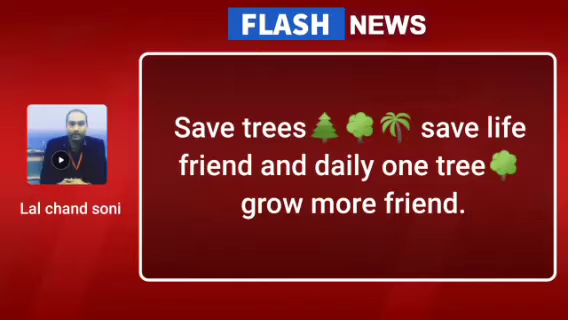 FLASH NEWS
Save trees🌲🌳🌴 save life
friend and daily one tree🌳
grow more friend.
Lal chand soni